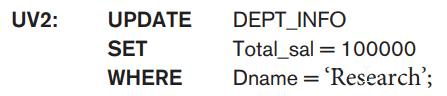 UV2: UPDATE DEPT_INFO
SET Total_sal = 100000
WHERE Dname = ‘Research’;